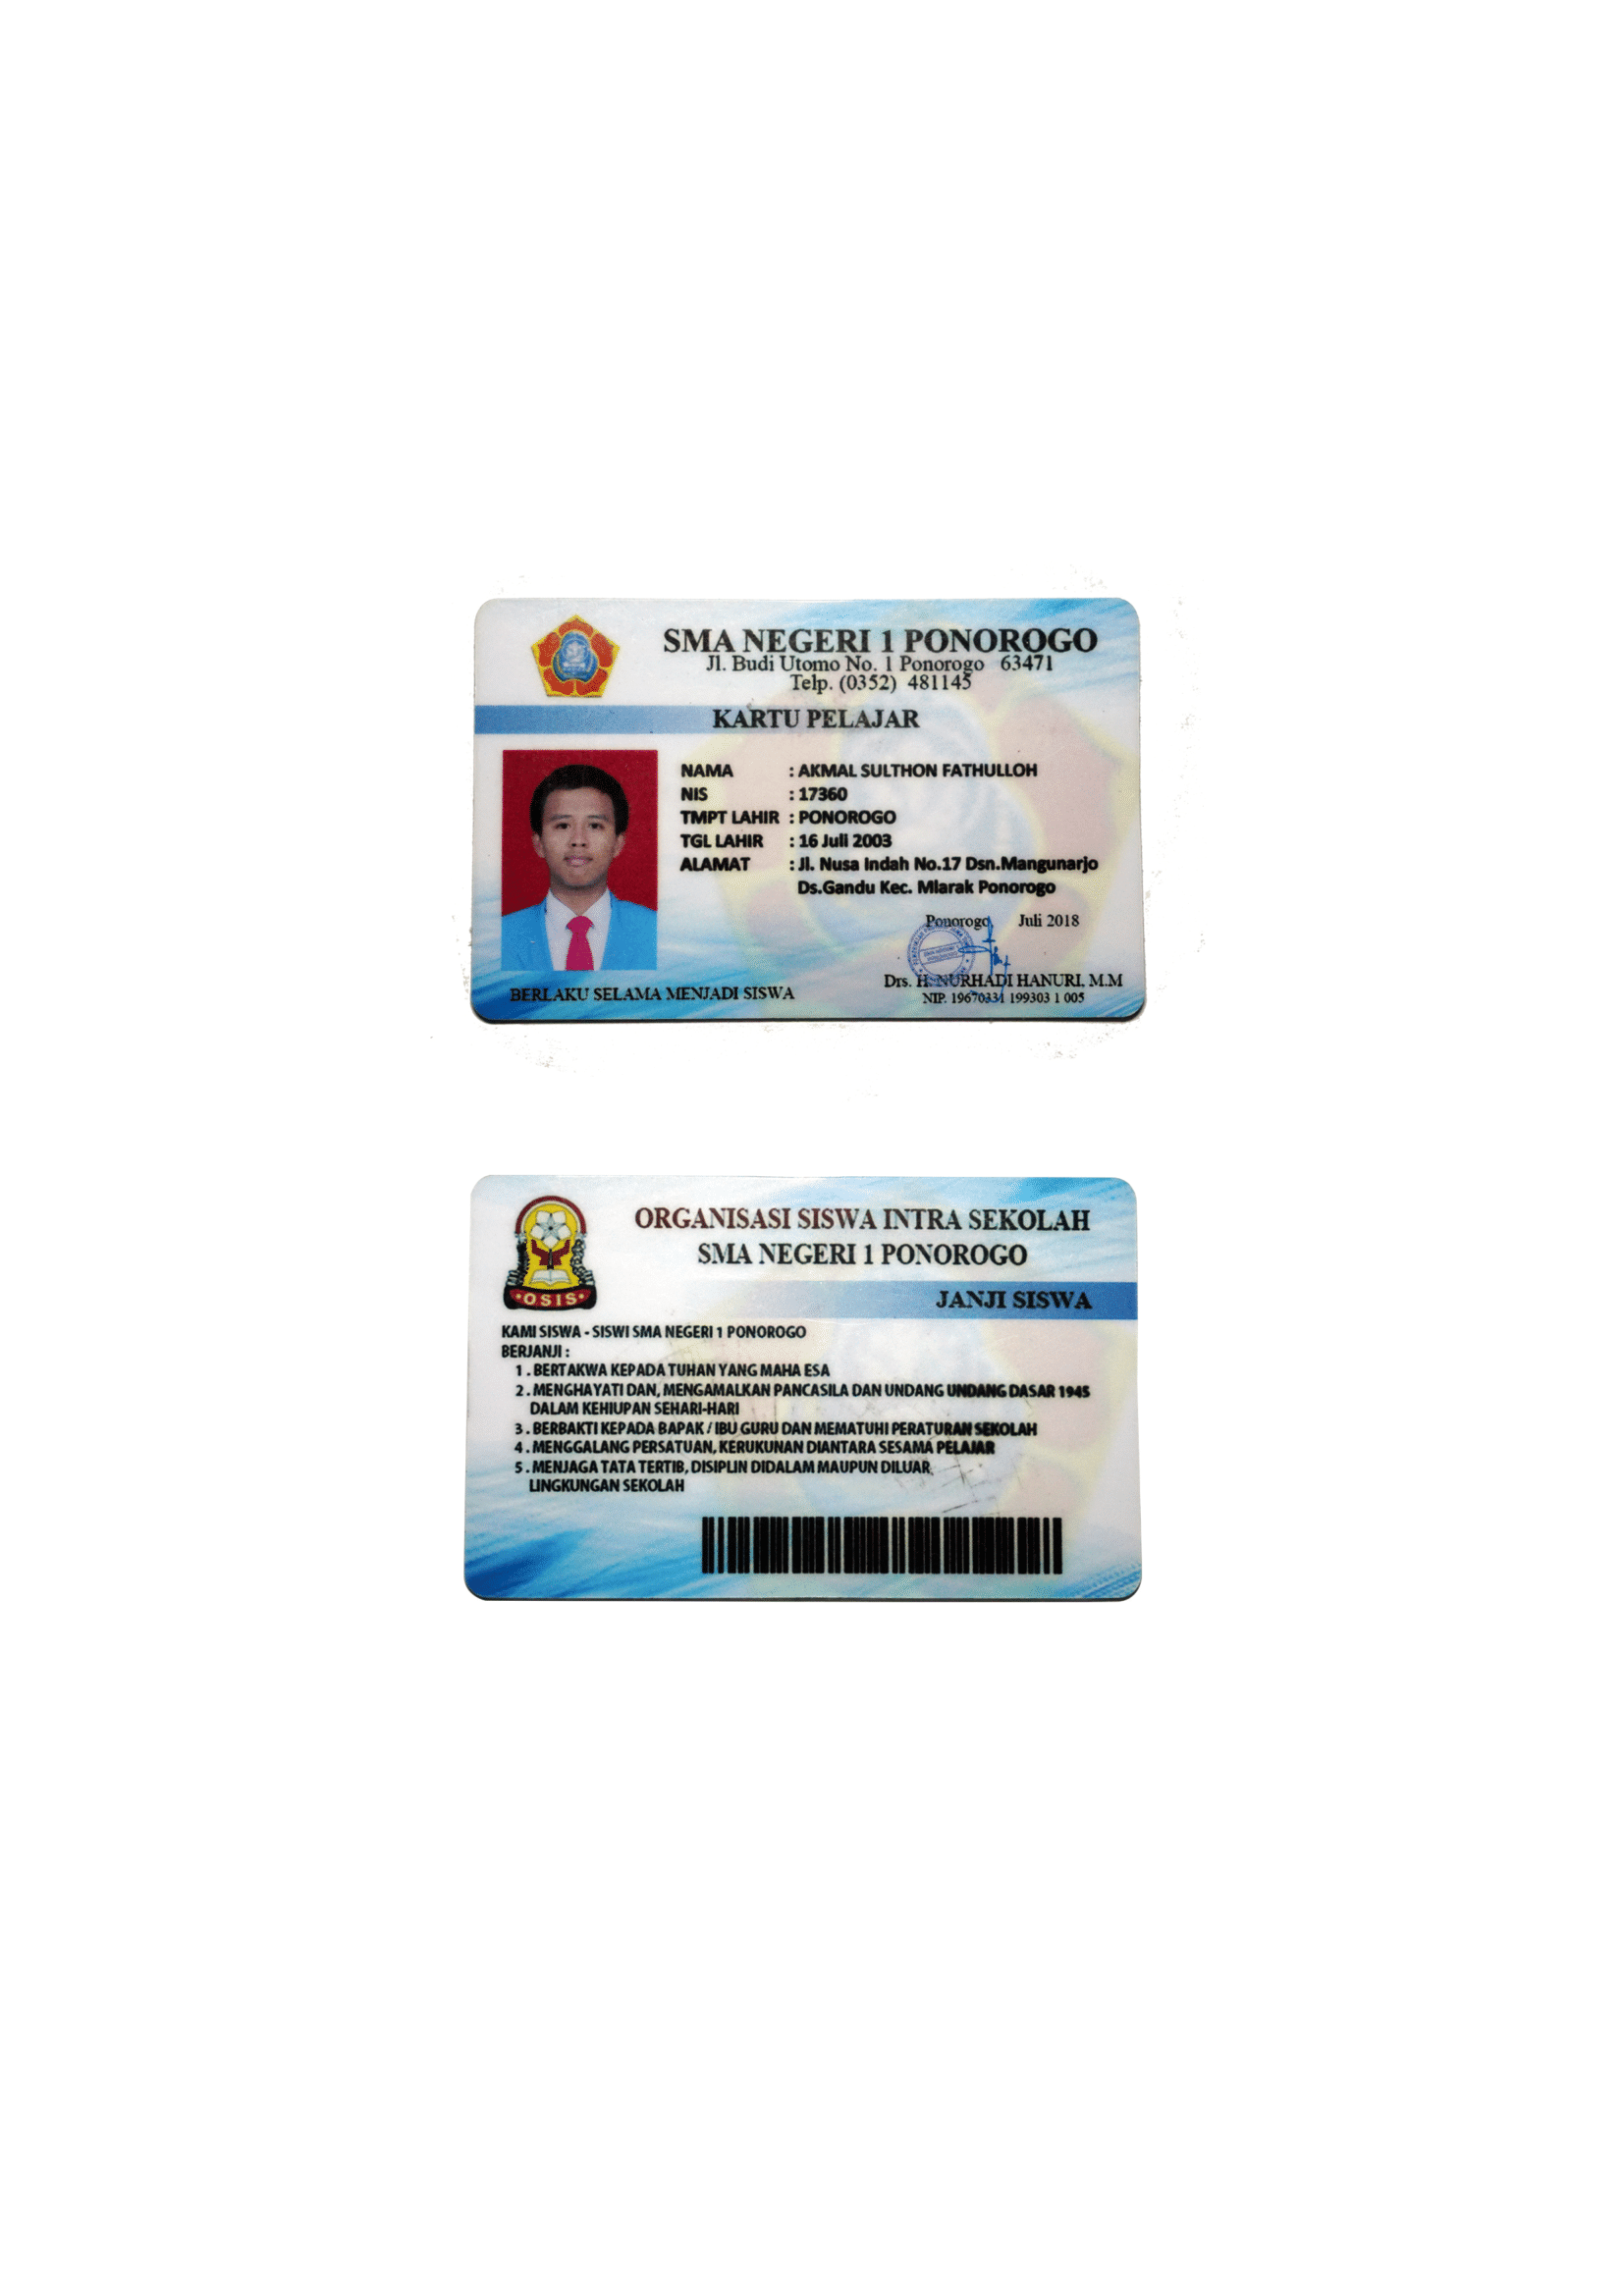 SMA NEGERI 1 PONOROGO
Jl. Budi Utomo No. 1 Ponorogo 63471
Telp. (0352) 481145
KARTU PELAJAR
NAMA : AKMAL SULTHON FATHULLOH
NIS : 17360
TMPT LAHIR : PONOROGO
TGL LAHIR : 16 Juli 2003
ALAMAT : Jl. Nusa Indah No.17 Dsn.Mangunarjo
Ds.Gandu Kec. Mlarak Ponorogo
Ponorogo, Juli 2018
Drs. H. NURHADI HANURI, M.M
NIP. 19670331 199303 1 005
BERLAKU SELAMA MENJADI SISWA
ORGANISASI SISWA INTRA SEKOLAH
SMA NEGERI 1 PONOROGO
OSIS
JANJI SISWA
KAMI SISWA - SISWI SMA NEGERI 1 PONOROGO
BERJANJI :
1 . BERTAKWA KEPADA TUHAN YANG MAHA ESA
2 . MENGHAYATI DAN, MENGAMALKAN PANCASILA DAN UNDANG UNDANG DASAR 1945
DALAM KEHIUPAN SEHARI-HARI
3 . BERBAKTI KEPADA BAPAK / IBU GURU DAN MEMATUHI PERATURAN SEKOLAH
4 . MENGGALANG PERSATUAN, KERUKUNAN DIANTARA SESAMA PELAJAR
5 . MENJAGA TATA TERTIB, DISIPLIN DIDALAM MAUPUN DILUAR
LINGKUNGAN SEKOLAH